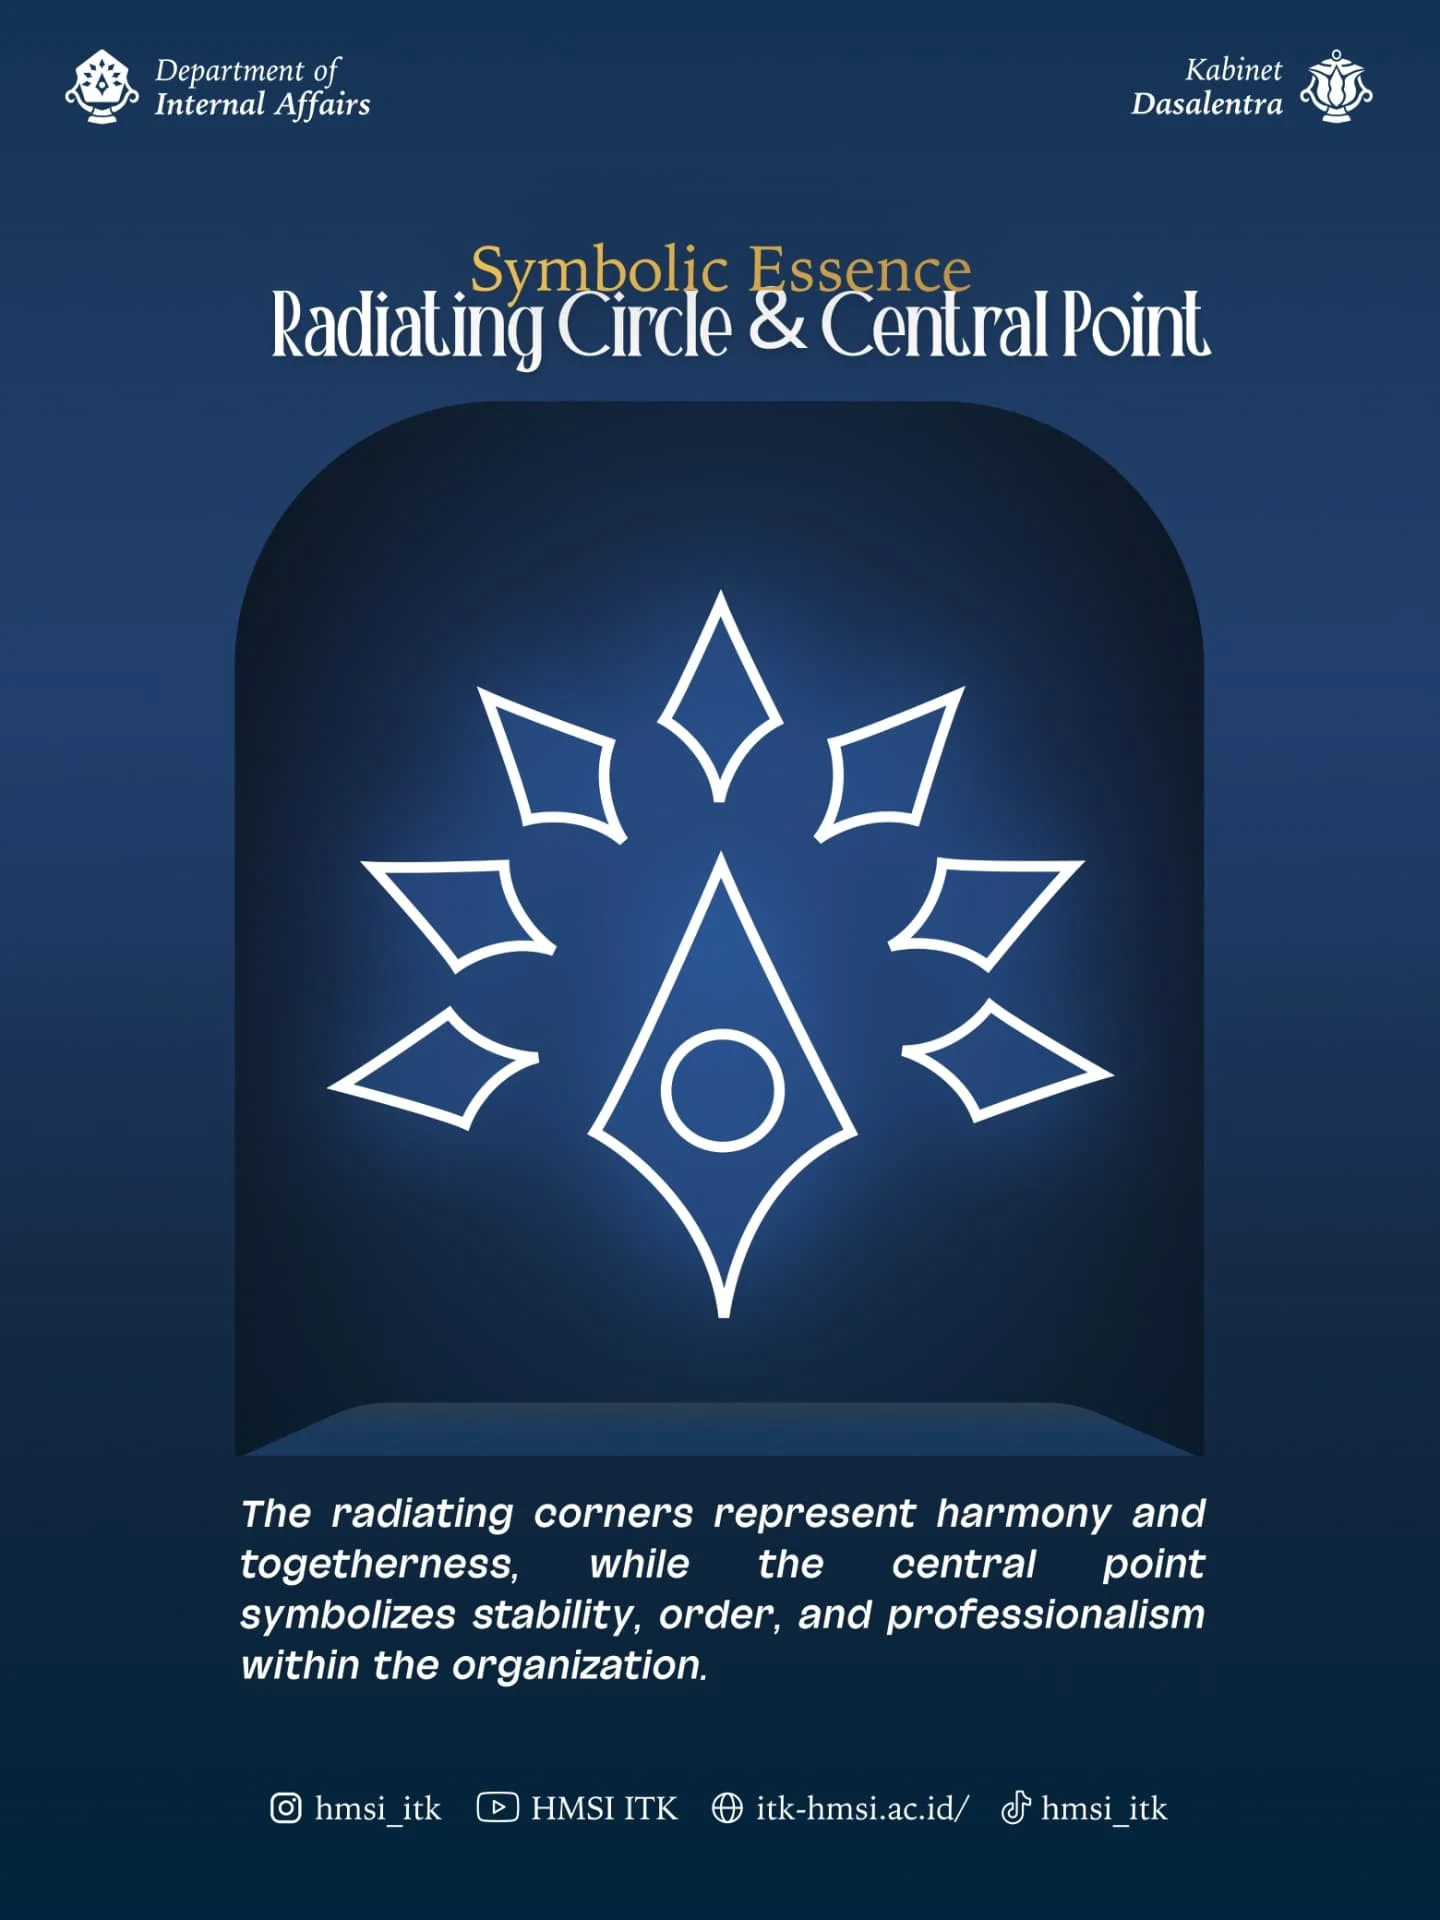 Department of
Internal Affairs
Kabinet
Dasalentra
Symbolic Essence
Radiating Circle & Central Point
The radiating corners represent harmony and
togetherness, while the central point
symbolizes stability, order, and professionalism
within the organization.
hmsi_itk HMSI ITK itk-hmsi.ac.id/ hmsi_itk